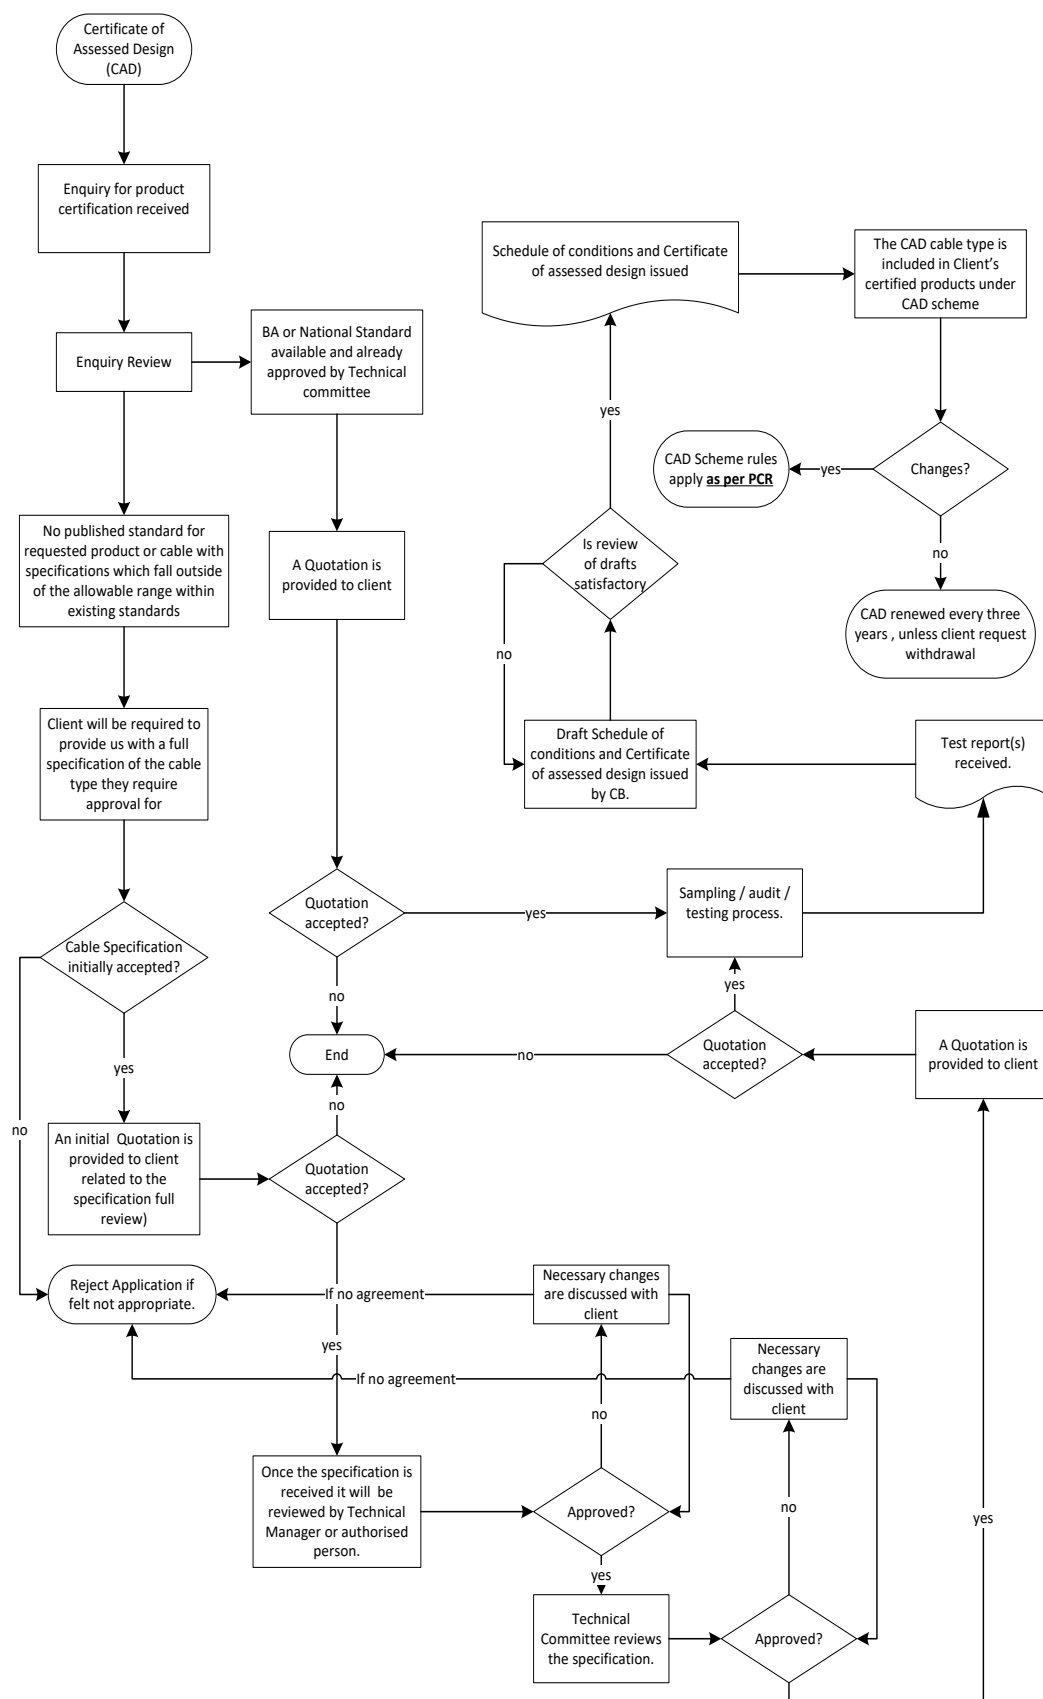 Certificate of
Assessed Design
(CAD)
Enquiry for product
certification received
Enquiry Review
BA or National Standard
available and already
approved by Technical
committee
No published standard for
requested product or cable with
specifications which fall outside
of the allowable range within
existing standards
A Quotation is
provided to client
Client will be required to
provide us with a full
specification of the cable
type they require
approval for
Cable Specification
initially accepted?
no
yes
An initial  Quotation is
provided to client
related to the
specification full
review)
Quotation
accepted?
yes
no
End
no
Quotation
accepted?
yes
Reject Application if
felt not appropriate.
If no agreement
If no agreement
Once the specification is
received it will  be
reviewed by Technical
Manager or authorised
person.
Approved?
no
Necessary changes
are discussed with
client
yes
Technical
Committee reviews
the specification.
Approved?
no
Necessary
changes are
discussed with
client
yes
A Quotation is
provided to client
Quotation
accepted?
no
yes
Sampling / audit /
testing process.
Test report(s)
received.
Draft Schedule of
conditions and Certificate
of assessed design issued
by CB.
Is review
of drafts
satisfactory
no
yes
Schedule of conditions and Certificate
of assessed design issued
The CAD cable type is
included in Client's
certified products under
CAD scheme
Changes?
yes
CAD Scheme rules
apply as per PCR
no
CAD renewed every three
years , unless client request
withdrawal